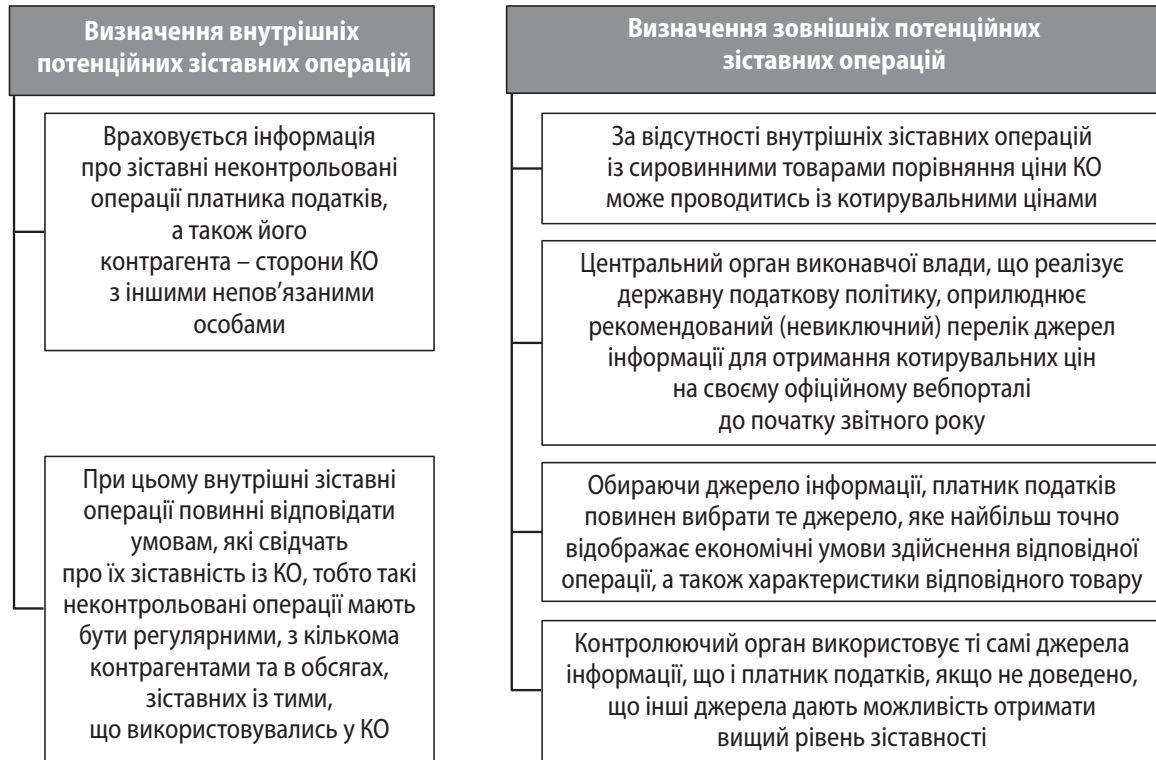 Визначення внутрішніх
потенційних зіставних операцій
Враховується інформація
про зіставні неконтрольовані
операції платника податків,
а також його
контрагента – сторони КО
з іншими непов’язаними
особами
При цьому внутрішні зіставні
операції повинні відповідати
умовам, які свідчать
про їх зіставність із КО, тобто такі
неконтрольовані операції мають
бути регулярними, з кількома
контрагентами та в обсягах,
зіставних із тими,
що використовувались у КО
Визначення зовнішніх потенційних
зіставних операцій
За відсутності внутрішніх зіставних операцій
із сировинними товарами порівняння ціни КО
може проводитись із котирувальними цінами
Центральний орган виконавчої влади, що реалізує
державну податкову політику, оприлюднює
рекомендований (невиключний) перелік джерел
інформації для отримання котирувальних цін
на своєму офіційному вебпорталі
до початку звітного року
Обираючи джерело інформації, платник податків
повинен вибрати те джерело, яке найбільш точно
відображає економічні умови здійснення відповідної
операції, а також характеристики відповідного товару
Контролюючий орган використовує ті самі джерела
інформації, що і платник податків, якщо не доведено,
що інші джерела дають можливість отримати
вищий рівень зіставності